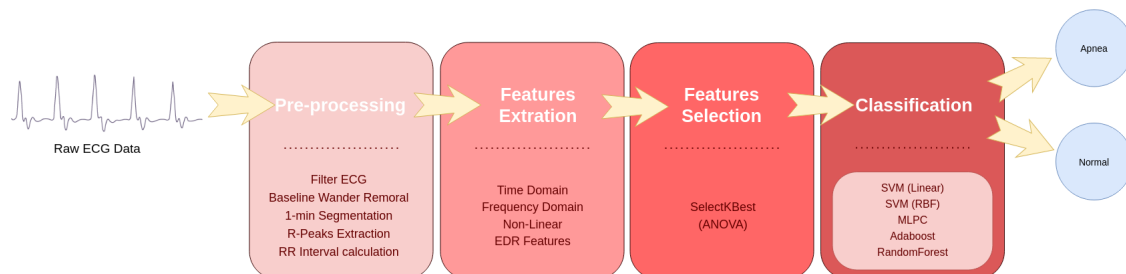 Raw ECG Data
Pre-processing
Filter ECG
Baseline Wander Remoral
1-min Segmentation
R-Peaks Extraction
RR Interval calculation
Features
Extration
Time Domain
Frequency Domain
Non-Linear
EDR Features
Features
Selection
SelectKBest
(ANOVA)
Classification
SVM (Linear)
SVM (RBF)
MLPC
Adaboost
RandomForest
Apnea
Normal